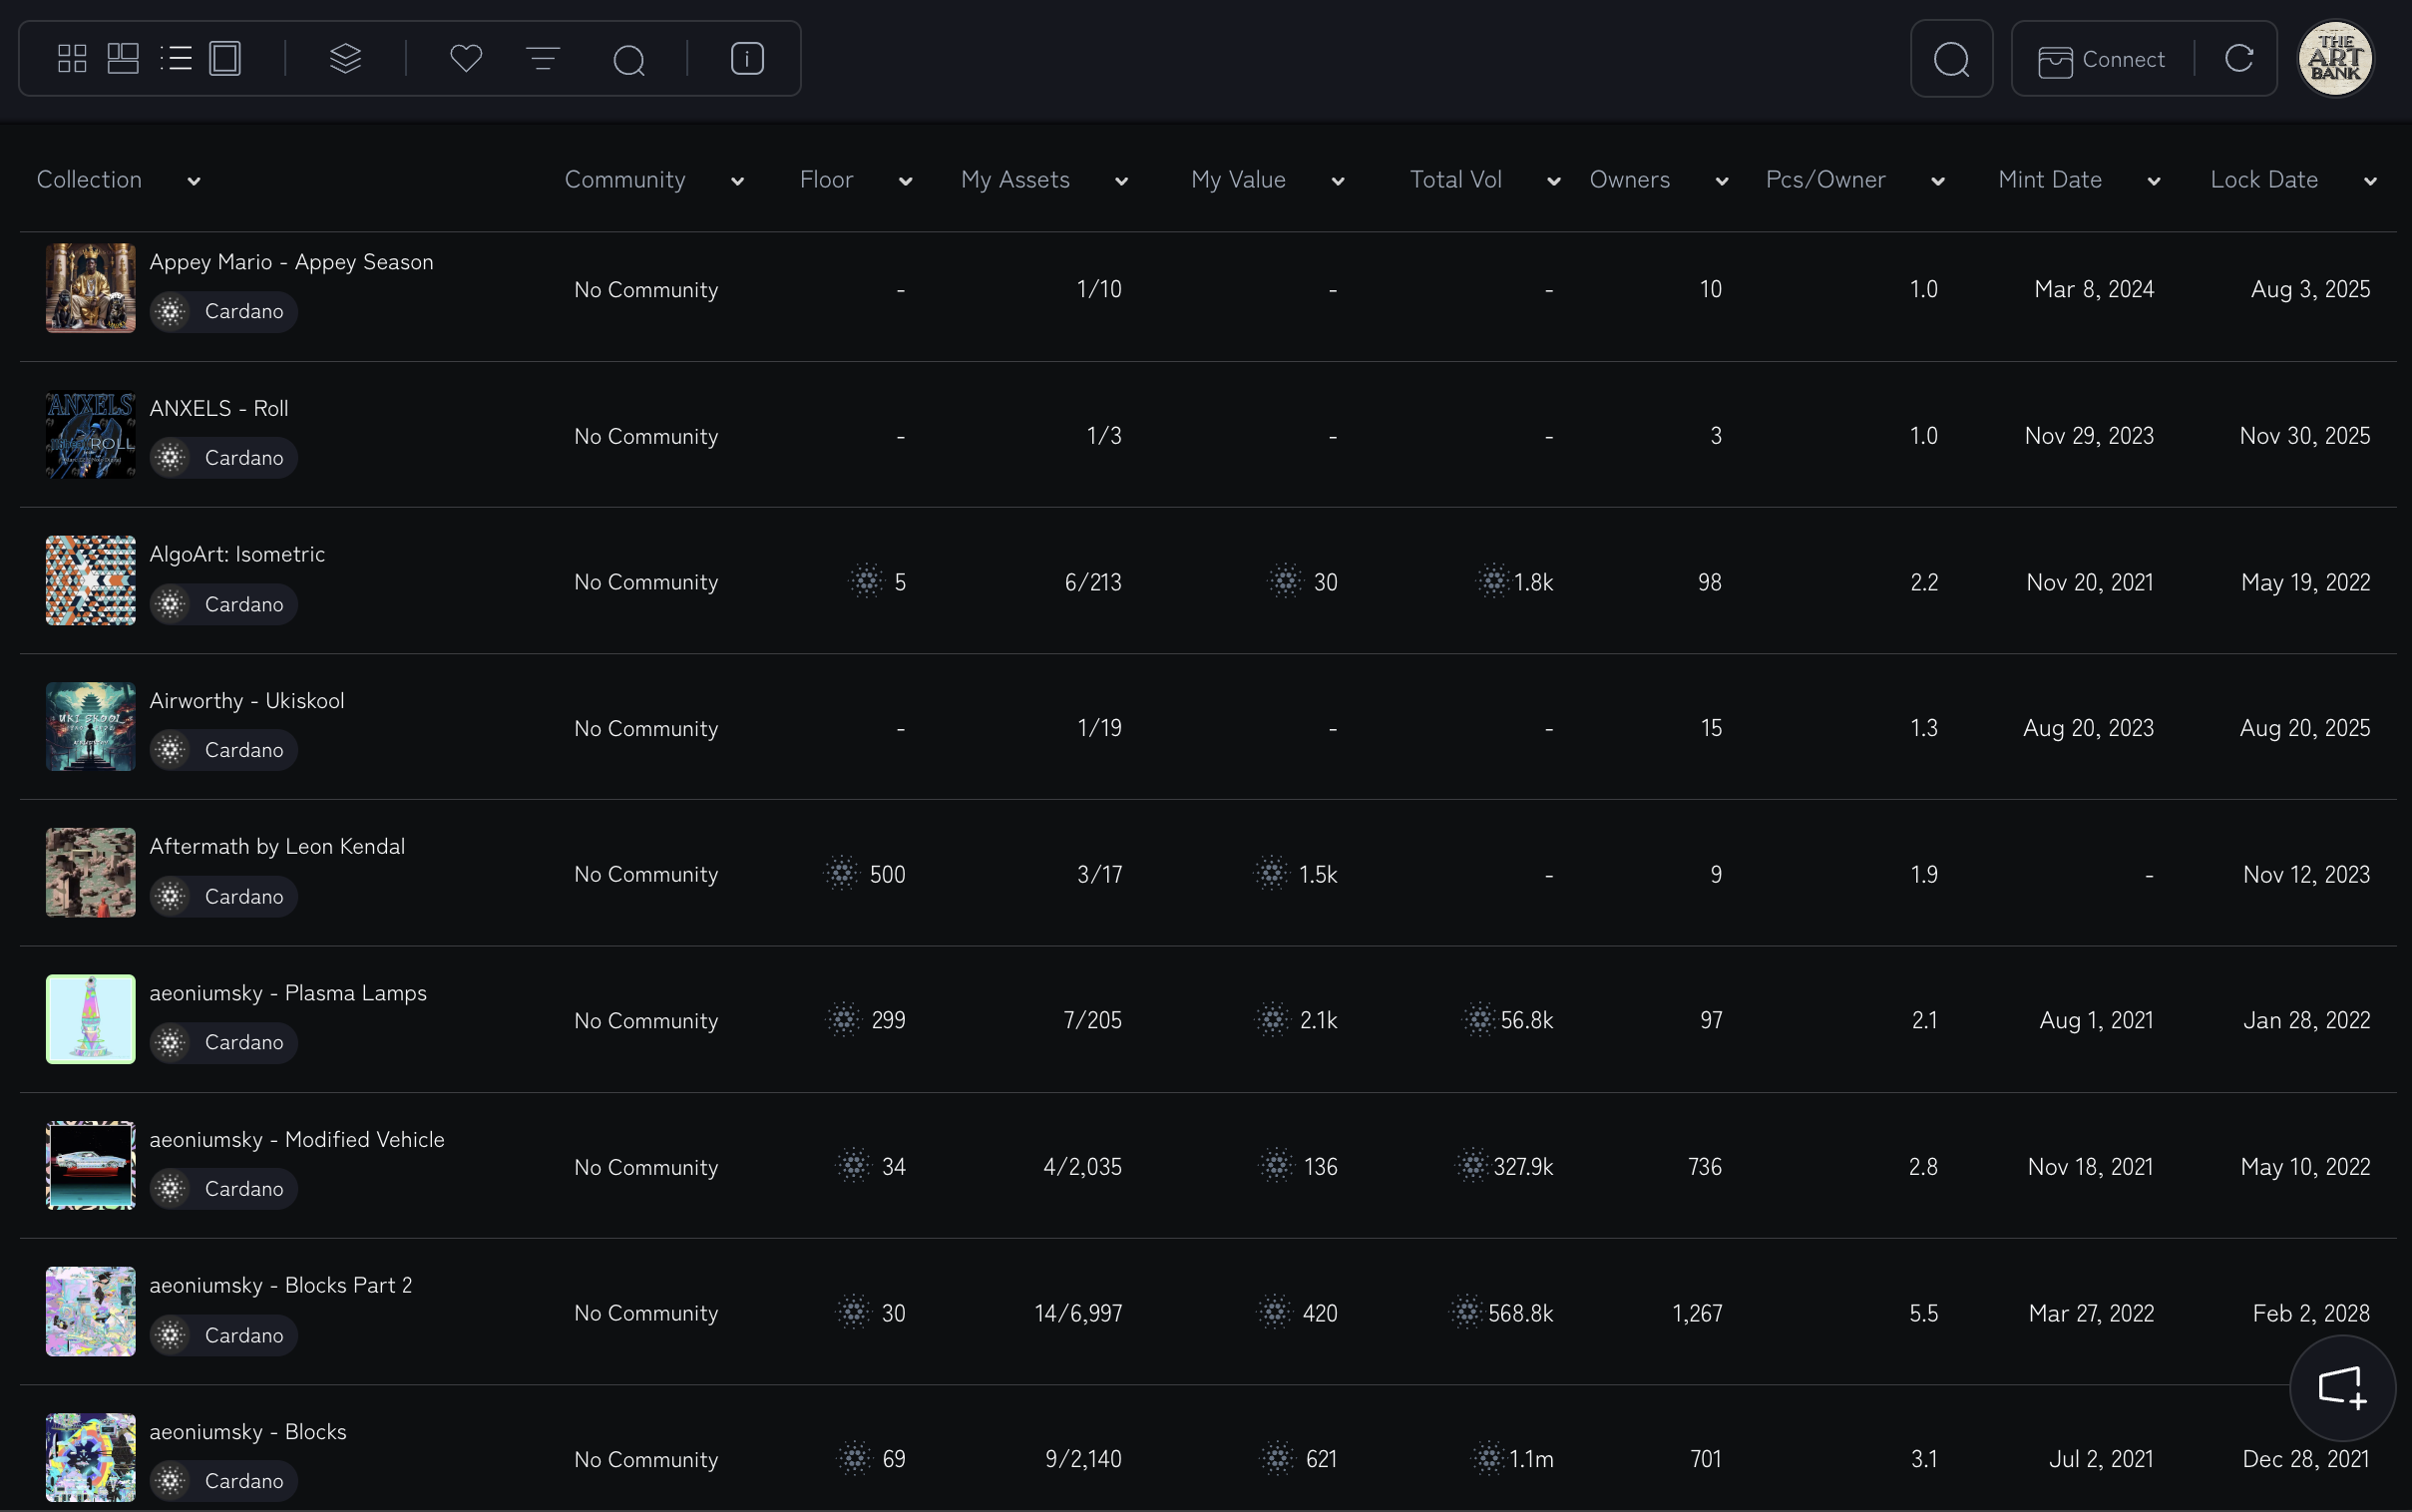 Connect
THE
ART
BANK
Collection Community Floor My Assets My Value Total Vol Owners Pcs/Owner Mint Date Lock Date
Appey Mario - Appey Season
Cardano
No Community - 1/10 - - 10 1.0 Mar 8, 2024 Aug 3, 2025
ANXELS
ROLL
ANXELS - Roll
Cardano
No Community - 1/3 - - 3 1.0 Nov 29, 2023 Nov 30, 2025
AlgoArt: Isometric
Cardano
No Community 5 6/213 30 1.8k 98 2.2 Nov 20, 2021 May 19, 2022
UKI SKOOL
Airworthy - Ukiskool
Cardano
No Community - 1/19 - - 15 1.3 Aug 20, 2023 Aug 20, 2025
Aftermath by Leon Kendal
Cardano
No Community 500 3/17 1.5k - 9 1.9 - Nov 12, 2023
aeoniumsky - Plasma Lamps
Cardano
No Community 299 7/205 2.1k 56.8k 97 2.1 Aug 1, 2021 Jan 28, 2022
aeoniumsky - Modified Vehicle
Cardano
No Community 34 4/2,035 136 327.9k 736 2.8 Nov 18, 2021 May 10, 2022
aeoniumsky - Blocks Part 2
Cardano
No Community 30 14/6,997 420 568.8k 1,267 5.5 Mar 27, 2022 Feb 2, 2028
aeoniumsky - Blocks
Cardano
No Community 69 9/2,140 621 1.1m 701 3.1 Jul 2, 2021 Dec 28, 2021